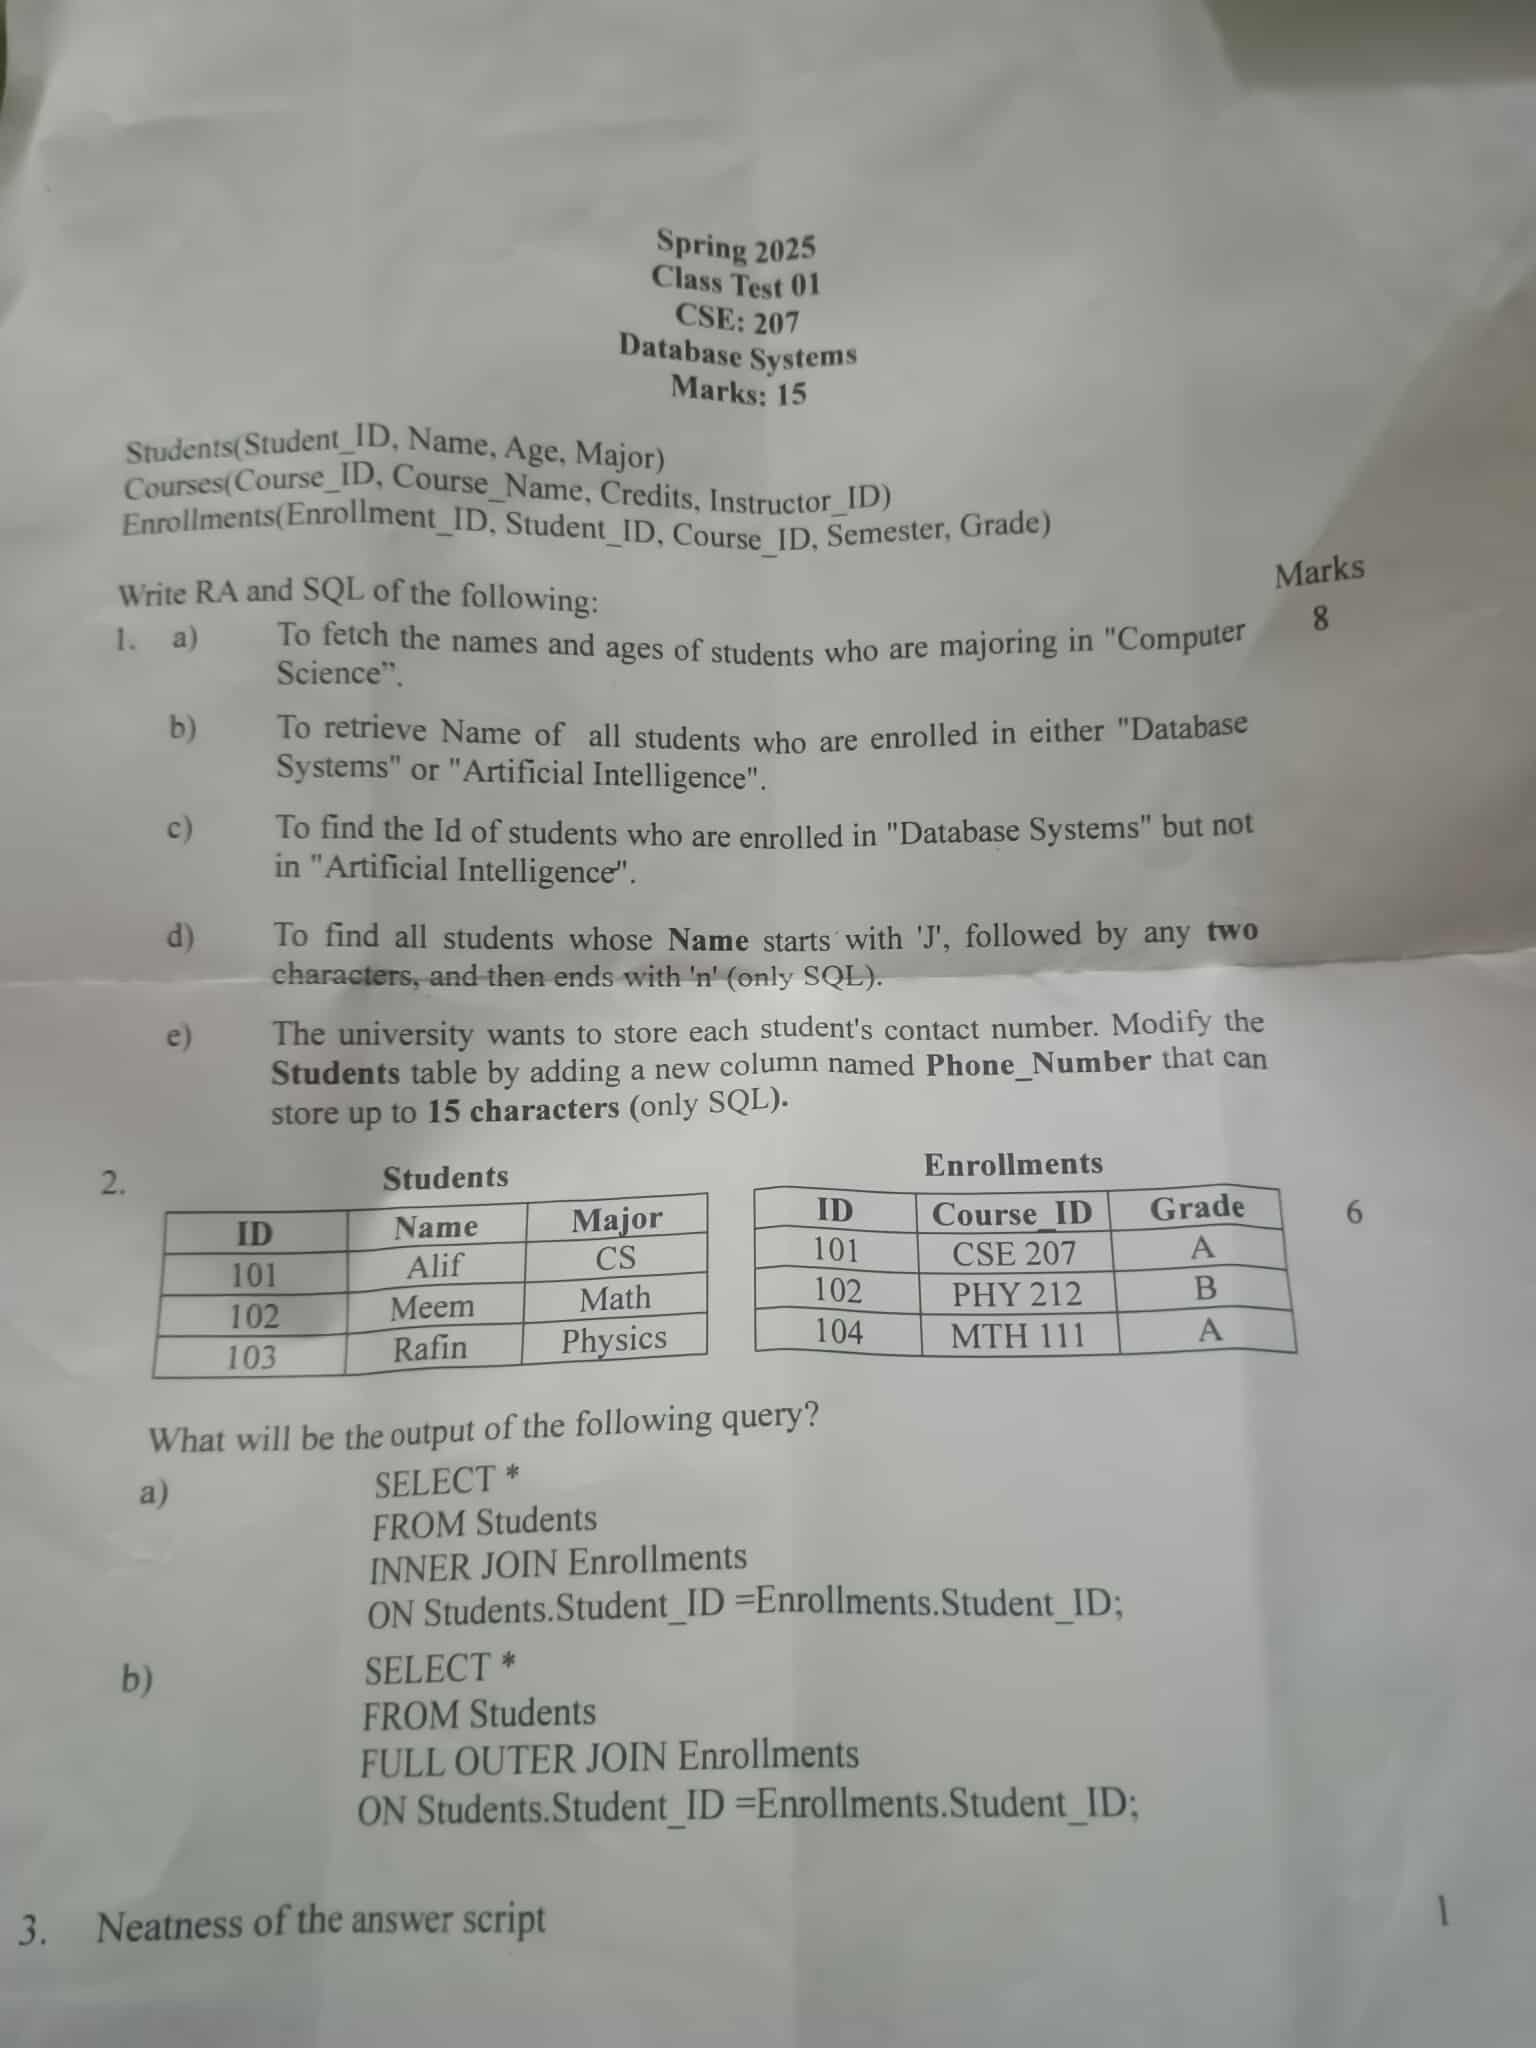 Spring 2025
Class Test 01
CSE: 207
Database Systems
Marks: 15
Students(Student_ID, Name, Age, Major)
Courses(Course_ID, Course_Name, Credits, Instructor_ID)
Enrollments(Enrollment_ID, Student_ID, Course_ID, Semester, Grade)
Write RA and SQL of the following: Marks
1. a) To fetch the names and ages of students who are majoring in "Computer 8
Science”.
b) To retrieve Name of all students who are enrolled in either "Database
Systems" or "Artificial Intelligence".
c) To find the Id of students who are enrolled in "Database Systems" but not
in "Artificial Intelligence".
d) To find all students whose Name starts with 'J', followed by any two
characters, and then ends with 'n' (only SQL).
e) The university wants to store each student's contact number. Modify the
Students table by adding a new column named Phone_Number that can
store up to 15 characters (only SQL).
2. Students Enrollments 6
ID Name Major ID Course_ID Grade
101 Alif CS 101 CSE 207 A
102 Meem Math 102 PHY 212 B
103 Rafin Physics 104 MTH 111 A
What will be the output of the following query?
a) SELECT *
FROM Students
INNER JOIN Enrollments
ON Students.Student_ID =Enrollments.Student_ID;
b) SELECT *
FROM Students
FULL OUTER JOIN Enrollments
ON Students.Student_ID =Enrollments.Student_ID;
3. Neatness of the answer script 1